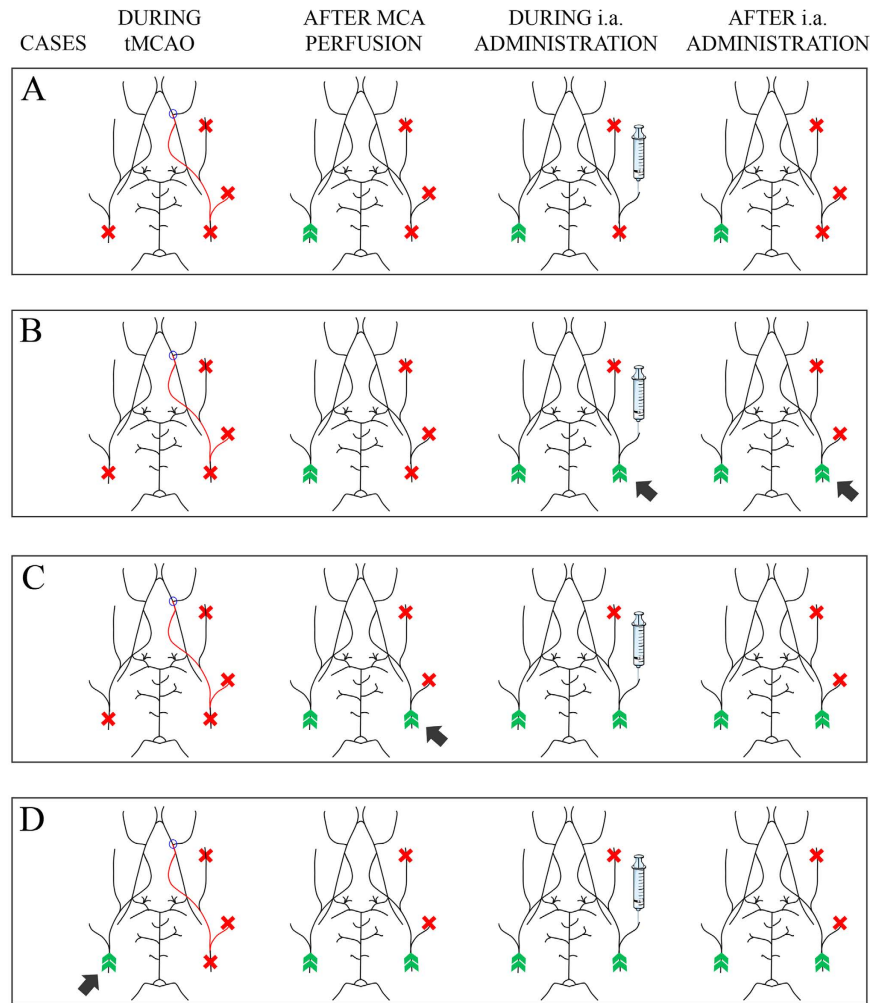 CASES
DURING
tMCAO
AFTER MCA
PERFUSION
DURING i.a.
ADMINISTRATION
AFTER i.a.
ADMINISTRATION
A
B
C
D